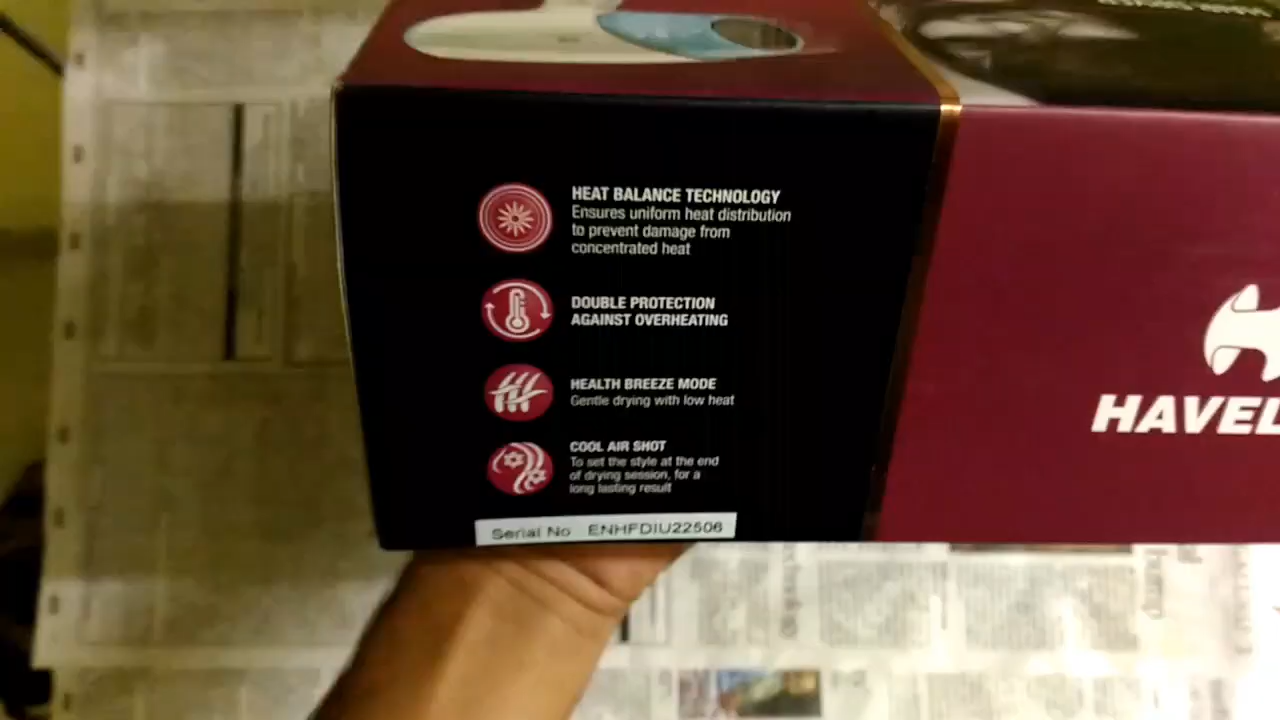 HEAT BALANCE TECHNOLOGY
Ensures uniform heat distribution
to prevent damage from
concentrated heat
DOUBLE PROTECTION
AGAINST OVERHEATING
HEALTH BREEZE MODE
Gentle drying with low heat
COOL AIR SHOT
To set the style at the end
of drying session, for a
long lasting result
Serial No ENHFDIU22506
HAVEL